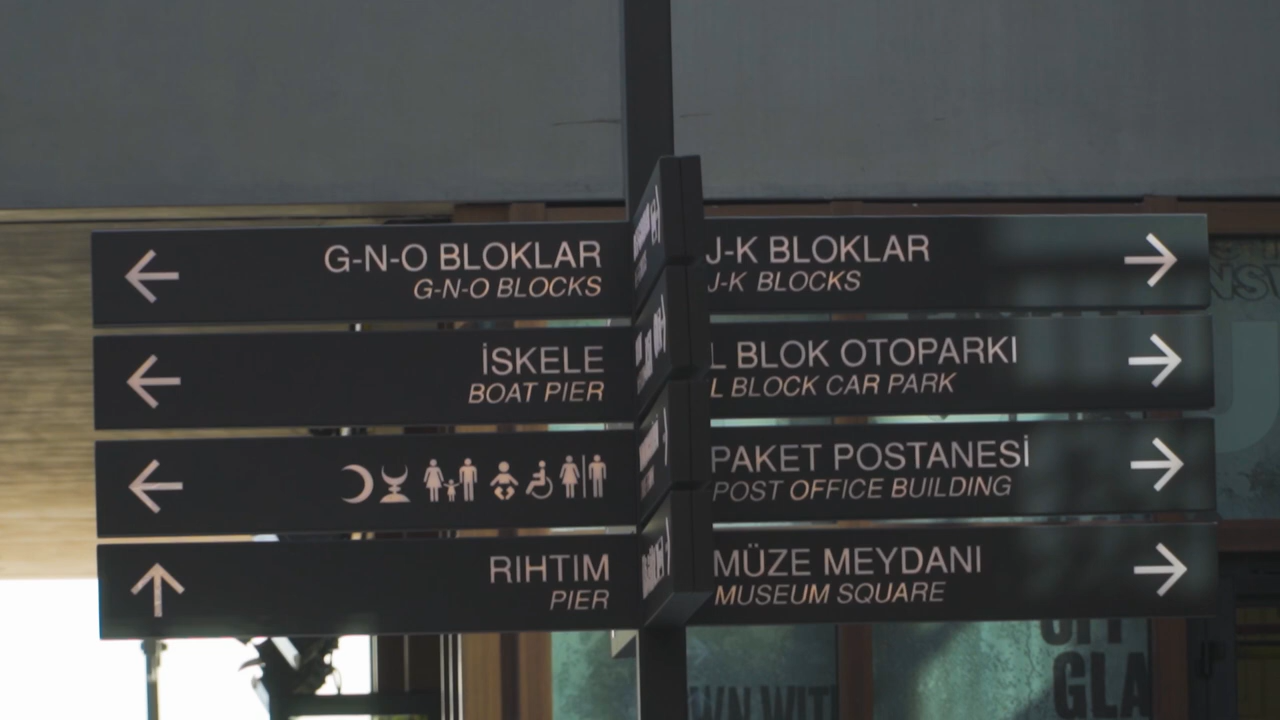 G-N-O BLOKLAR
G-N-O BLOCKS
İSKELE
BOAT PIER
RIHTIM
PIER
J-K BLOKLAR
J-K BLOCKS
L BLOK OTOPARKI
L BLOCK CAR PARK
PAKET POSTANESİ
POST OFFICE BUILDING
MÜZE MEYDANI
MUSEUM SQUARE